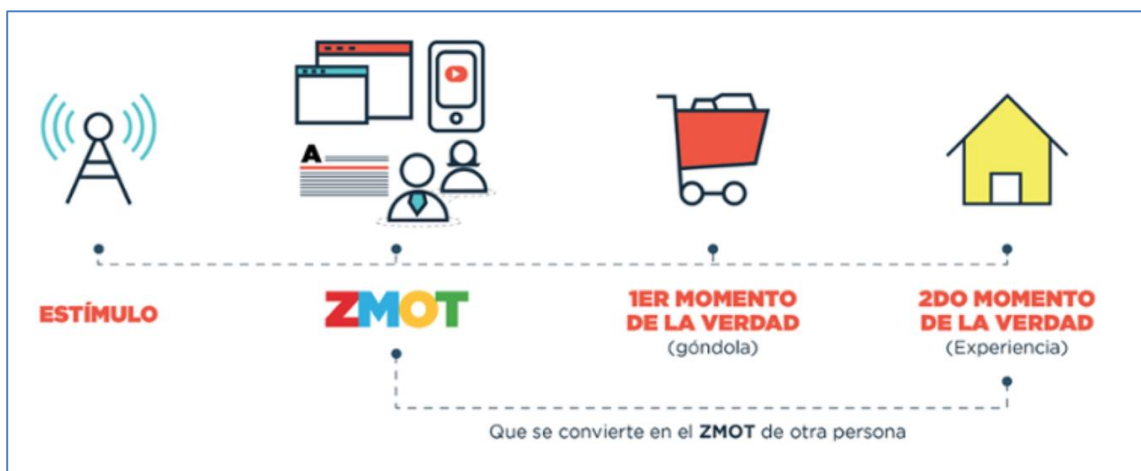 A
ESTÍMULO
ZMOT
1ER MOMENTO
DE LA VERDAD
(góndola)
2DO MOMENTO
DE LA VERDAD
(Experiencia)
Que se convierte en el ZMOT de otra persona